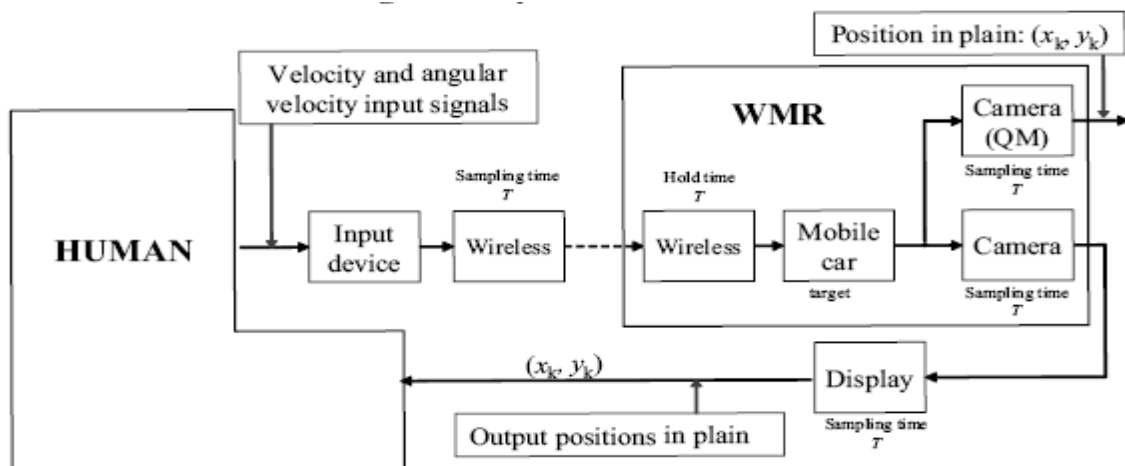 Position in plain: (xk, yk)
Velocity and angular
velocity input signals
WMR
Camera
(QM)
Sampling time
T
Sampling time
T
Hold time
T
HUMAN
Input
device
Wireless
Wireless
Mobile
car
target
Camera
Sampling time
T
(xk, yk)
Display
Output positions in plain
Sampling time
T